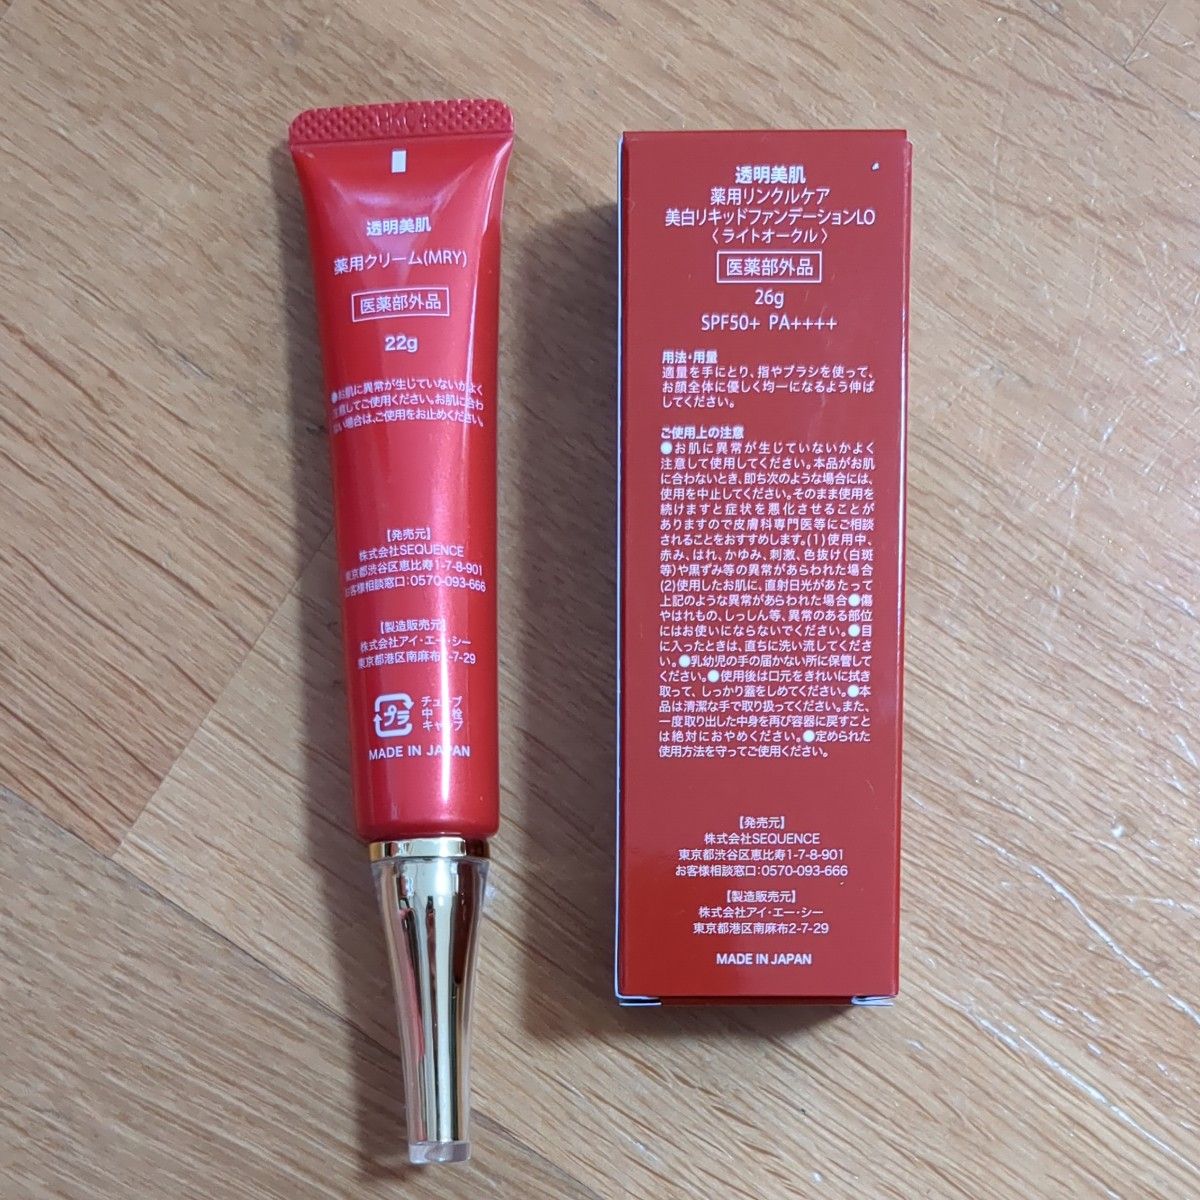 透明美肌
薬用クリーム(MRY)
医薬部外品
22g
●お肌に異常が生じていないかよく
注意してご使用ください。お肌に合わ
ない場合は、ご使用をお止めください。
【発売元】
株式会社SEQUENCE
東京都渋谷区恵比寿1-7-8-901
お客様相談窓口:0570-093-666
【製造販売元】
株式会社アイ・エー・シー
東京都港区南麻布2-7-29
プラ
チューブ
中 栓
キャップ
MADE IN JAPAN
透明美肌
薬用リンクルケア
美白リキッドファンデーションLO
〈ライトオークル〉
医薬部外品
26g
SPF50+ PA++++
用法・用量
適量を手にとり、指やブラシを使って、
お顔全体に優しく均一になるよう伸ば
してください。
ご使用上の注意
●お肌に異常が生じていないかよく
注意して使用してください。本品がお肌
に合わないとき、即ち次のような場合には、
使用を中止してください。そのまま使用を
続けますと症状を悪化させることが
ありますので皮膚科専門医等にご相談
されることをおすすめします。(1)使用中、
赤み、はれ、かゆみ、刺激、色抜け(白斑
等)や黒ずみ等の異常があらわれた場合
(2)使用したお肌に、直射日光があたって
上記のような異常があらわれた場合●傷
やはれもの、しっしん等、異常のある部位
にはお使いにならないでください。●目
に入ったときは、直ちに洗い流してくださ
い。●乳幼児の手の届かない所に保管して
ください。●使用後は口元をきれいに拭き
取って、しっかり蓋をしめてください。●本
品は清潔な手で取り扱ってください。また、
一度取り出した中身を再び容器に戻すこと
は絶対におやめください。●定められた
使用方法を守ってご使用ください。
【発売元】
株式会社SEQUENCE
東京都渋谷区恵比寿1-7-8-901
お客様相談窓口:0570-093-666
【製造販売元】
株式会社アイ・エー・シー
東京都港区南麻布2-7-29
MADE IN JAPAN